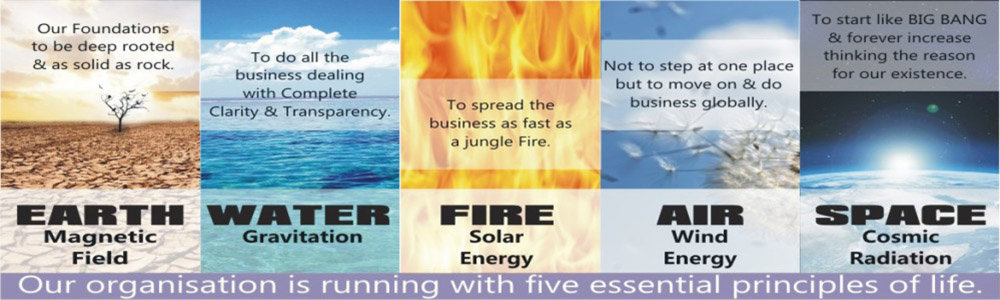 Our Foundations
to be deep rooted
& as solid as rock.
EARTH
Magnetic
Field
To do all the
business dealing
with Complete
Clarity & Transparency.
WATER
Gravitation
To spread the
business as fast as
a jungle Fire.
FIRE
Solar
Energy
Not to step at one place
but to move on & do
business globally.
AIR
Wind
Energy
To start like BIG BANG
& forever increase
thinking the reason
for our existence.
SPACE
Cosmic
Radiation
Our organisation is running with five essential principles of life.